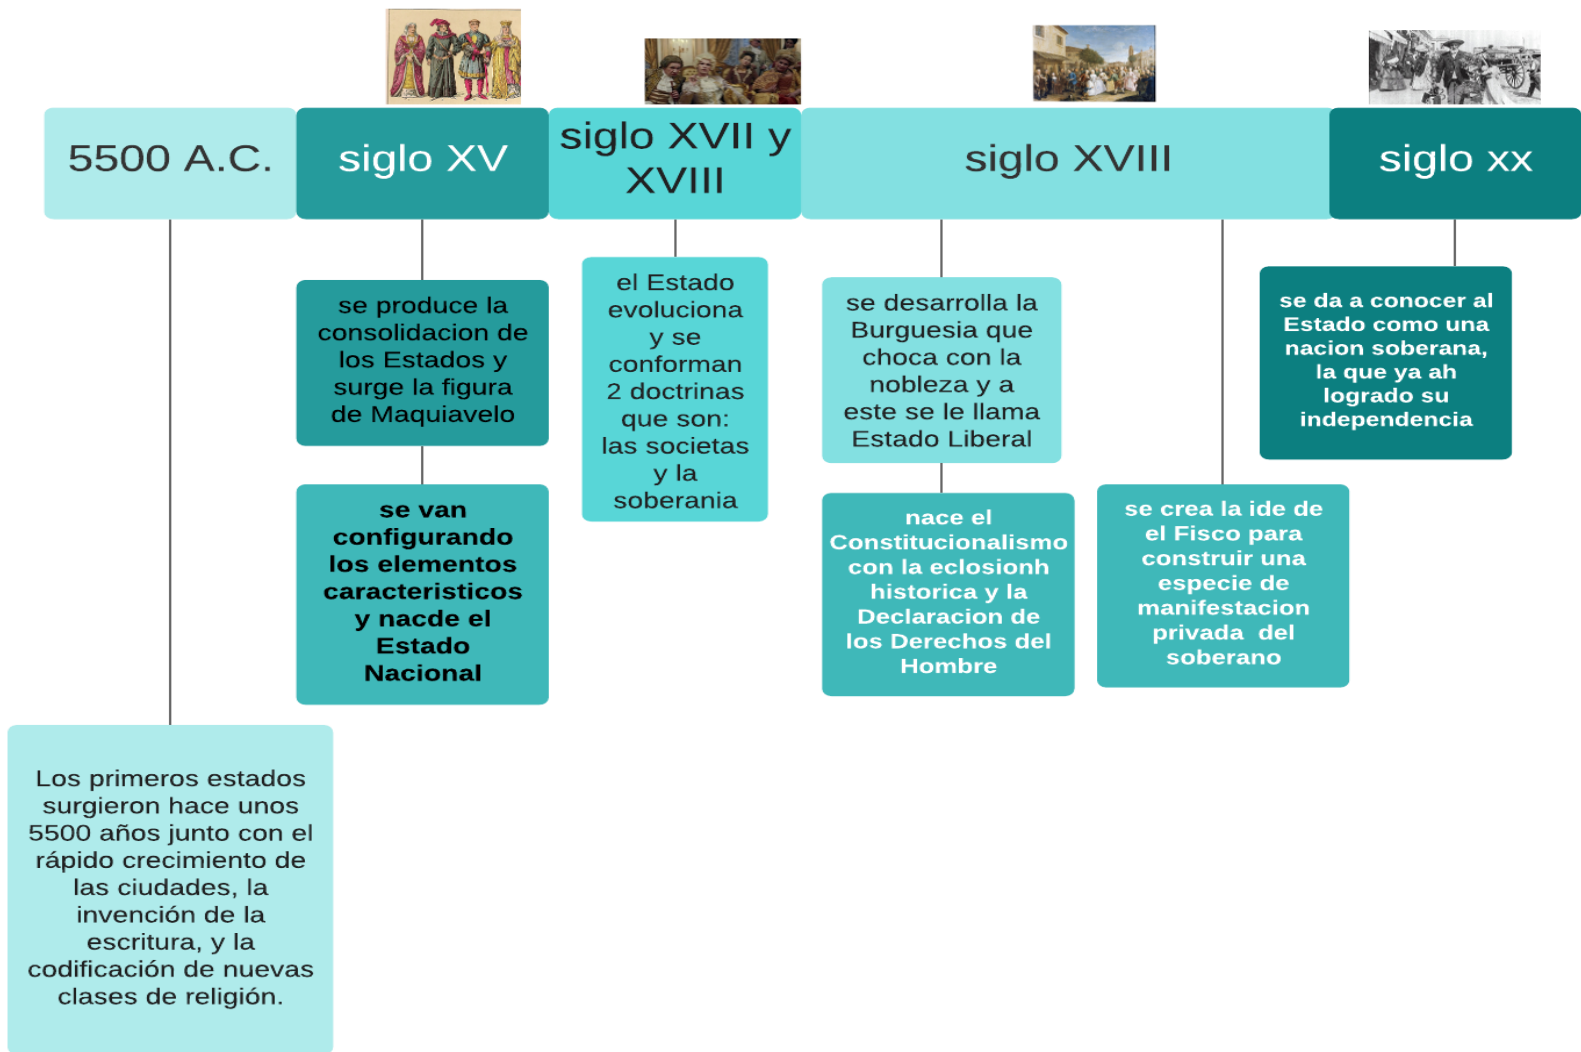 5500 A.C.
siglo XV
siglo XVII y
XVIII
siglo XVIII
siglo xx
se produce la
consolidacion de
los Estados y
surge la figura
de Maquiavelo
se van
configurando
los elementos
caracteristicos
y nacde el
Estado
Nacional
el Estado
evoluciona
y se
conforman
2 doctrinas
que son:
las societas
y la
soberania
se desarrolla la
Burguesia que
choca con la
nobleza y a
este se le llama
Estado Liberal
nace el
Constitucionalismo
con la eclosionh
historica y la
Declaracion de
los Derechos del
Hombre
se crea la ide de
el Fisco para
construir una
especie de
manifestacion
privada  del
soberano
se da a conocer al
Estado como una
nacion soberana,
la que ya ah
logrado su
independencia
Los primeros estados
surgieron hace unos
5500 años junto con el
rápido crecimiento de
las ciudades, la
invención de la
escritura, y la
codificación de nuevas
clases de religión.